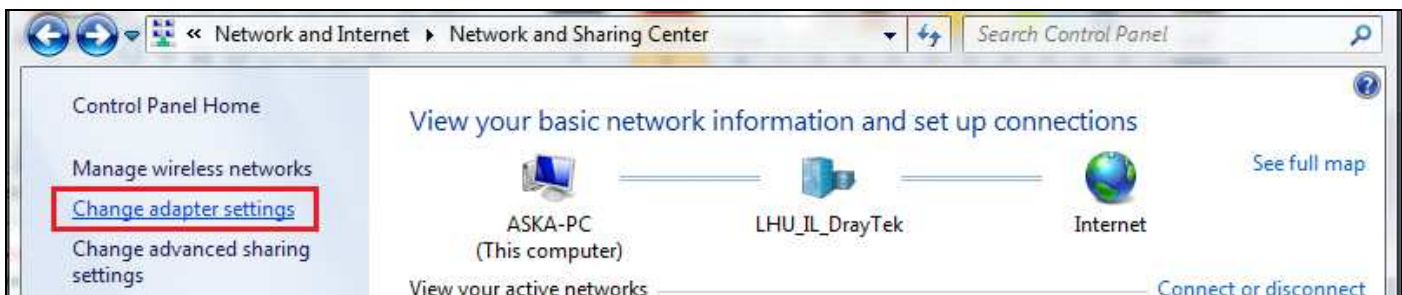 « Network and Internet ▸ Network and Sharing Center
Search Control Panel
Control Panel Home
Manage wireless networks
Change adapter settings
Change advanced sharing
settings
View your basic network information and set up connections
See full map
ASKA-PC
(This computer)
LHU_IL_DrayTek
Internet
View your active networks
Connect or disconnect